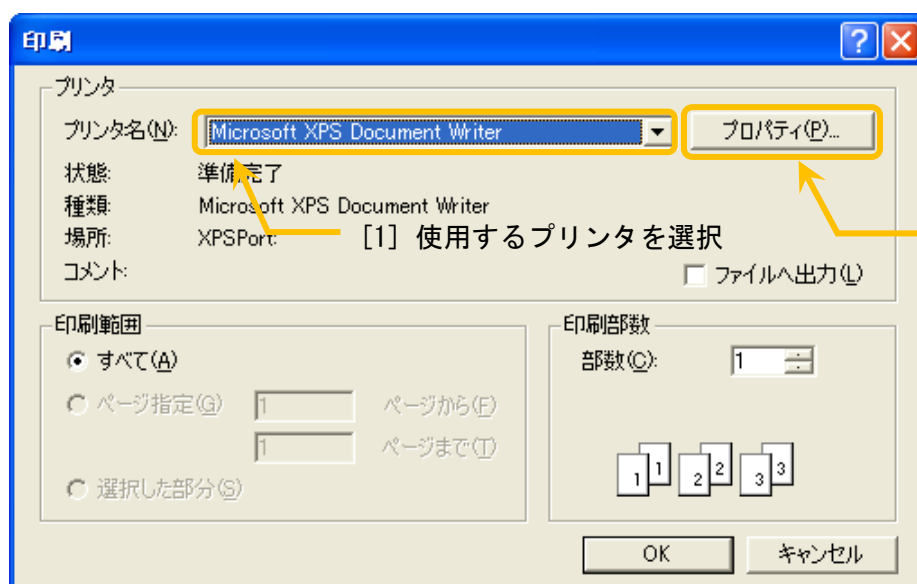 印刷
プリンタ
プリンタ名(N): Microsoft XPS Document Writer プロパティ(P)...
状態: 準備完了
種類: Microsoft XPS Document Writer
場所: XPSPort:
[1] 使用するプリンタを選択
コメント: ファイルへ出力(L)
印刷範囲
すべて(A)
ページ指定(G) 1 ページから(F)
1 ページまで(T)
選択した部分(S)
印刷部数
部数(C): 1
1 1 2 2 3 3
OK キャンセル